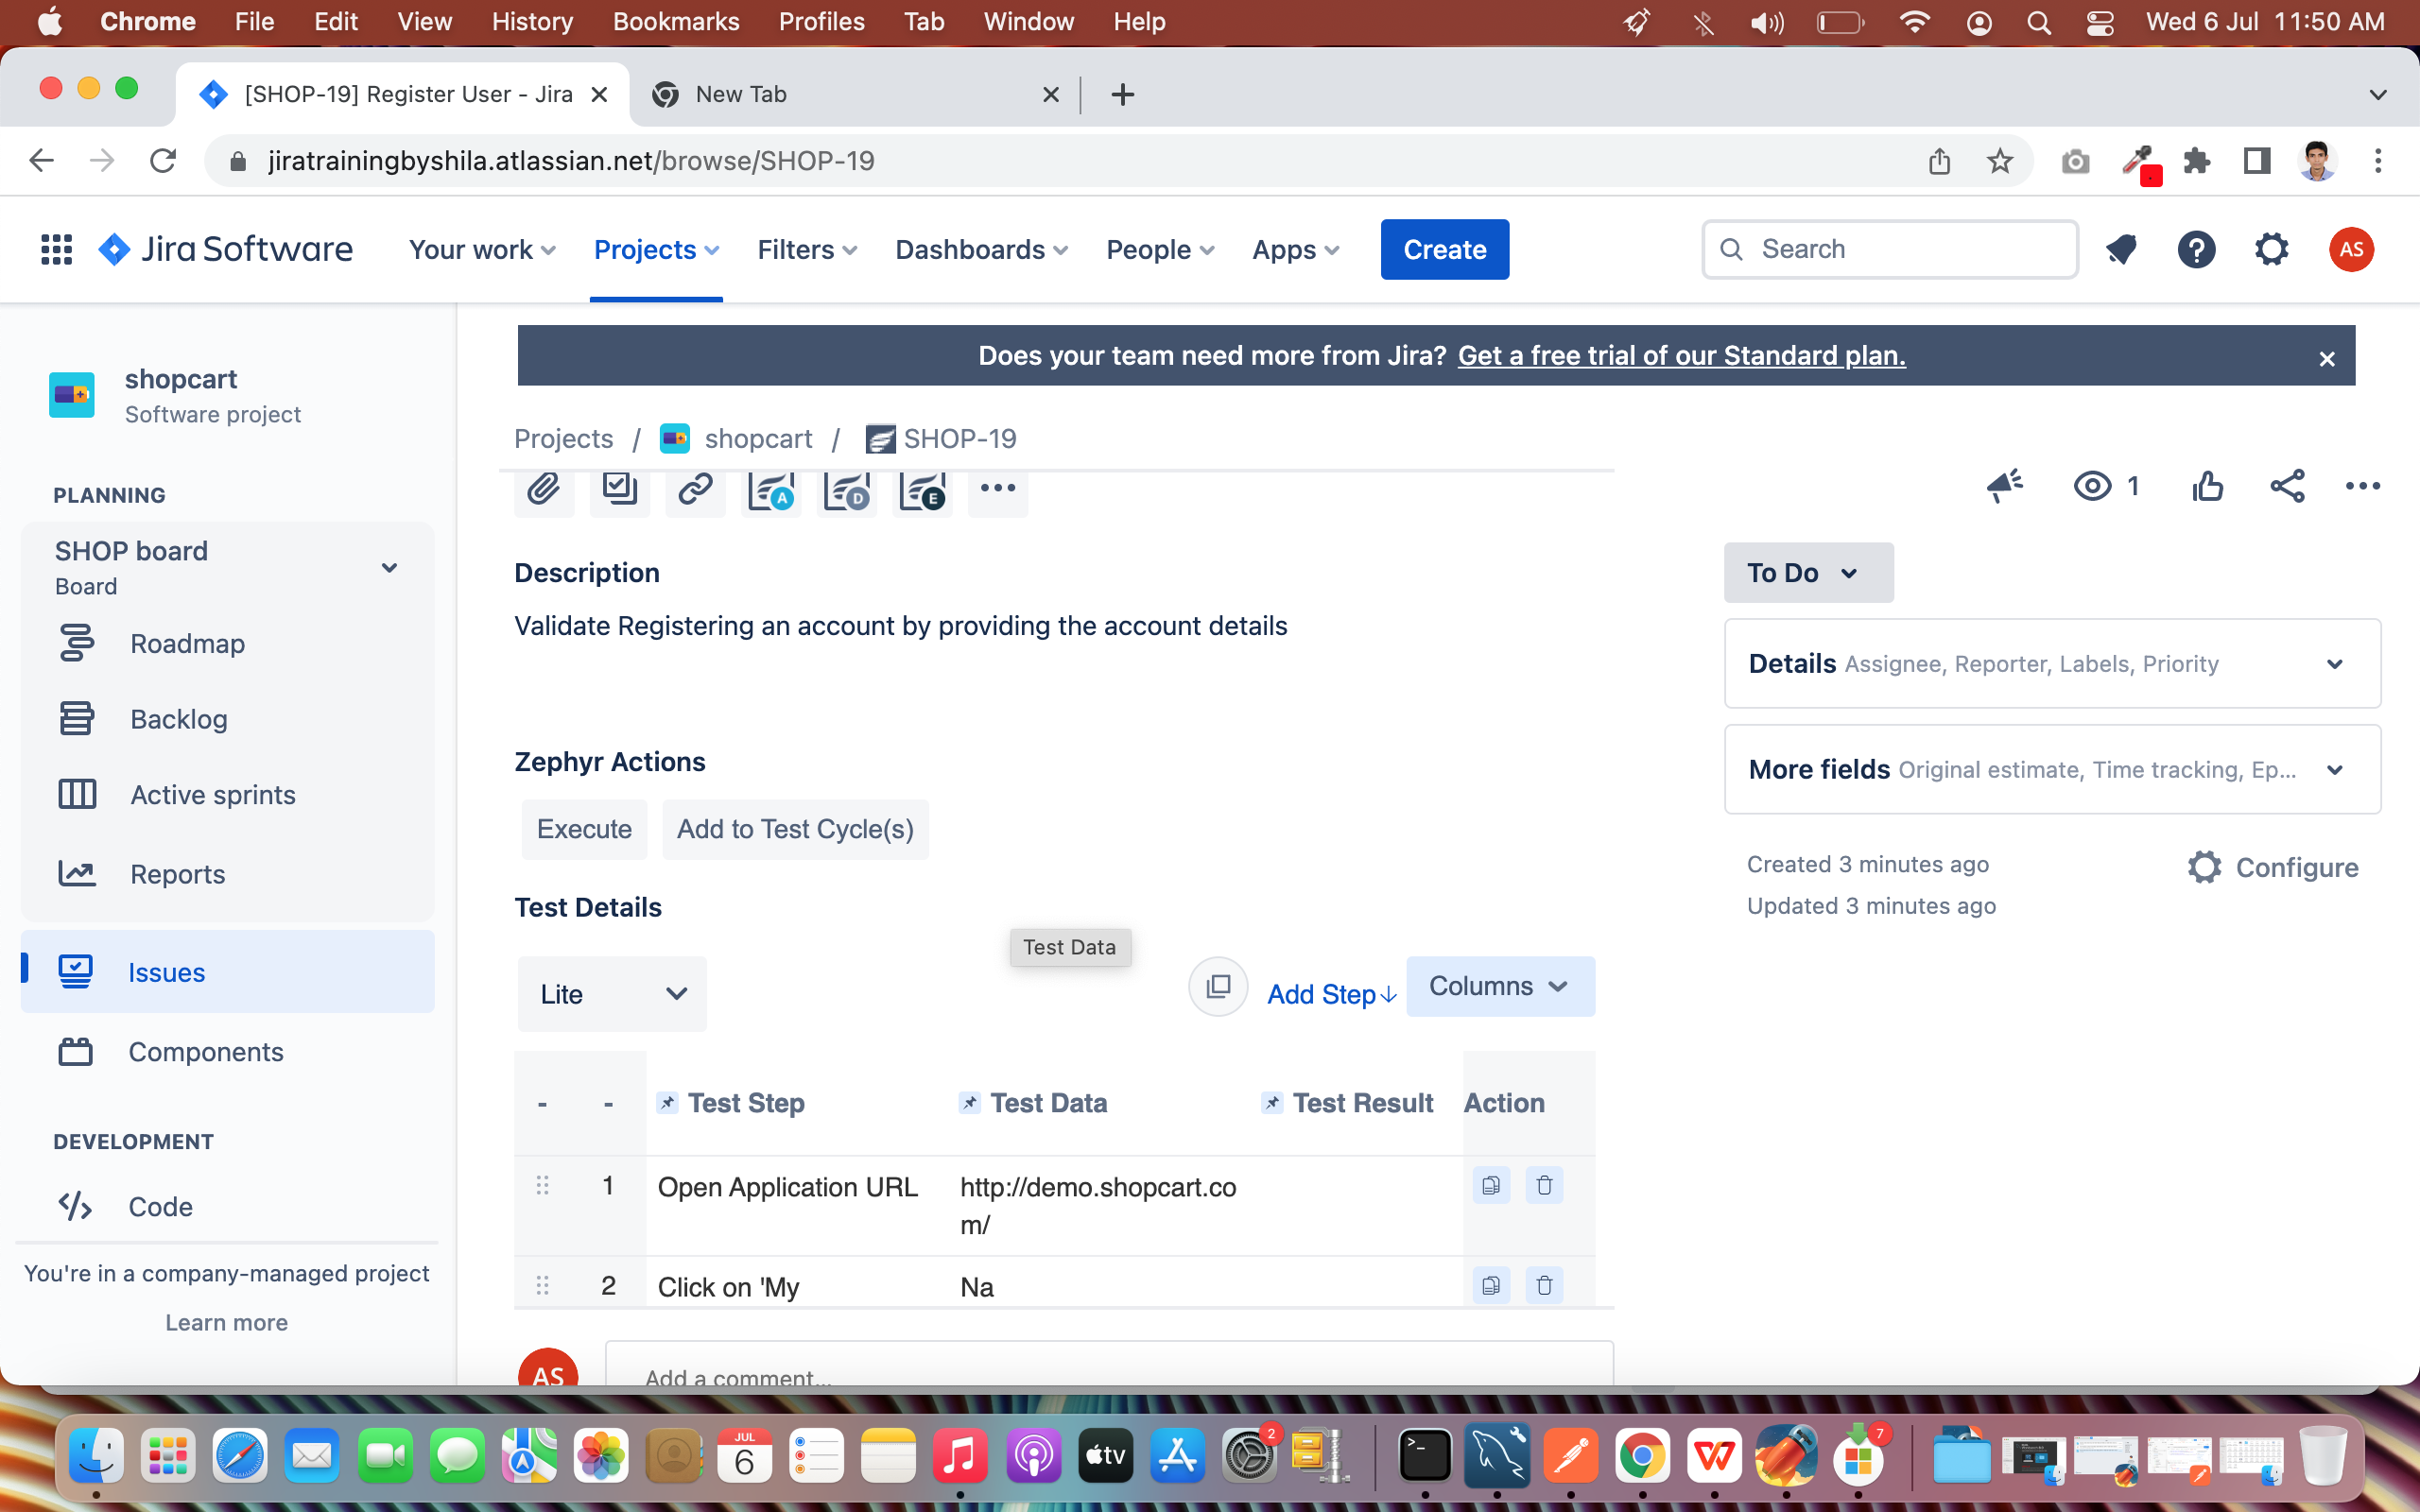 Chrome File Edit View History Bookmarks Profiles Tab Window Help Wed 6 Jul 11:50 AM
[SHOP-19] Register User - Jira New Tab
jiratrainingbyshila.atlassian.net/browse/SHOP-19
Jira Software Your work Projects Filters Dashboards People Apps Create Search AS
Does your team need more from Jira? Get a free trial of our Standard plan.
shopcart
Software project
Projects / shopcart / SHOP-19
PLANNING
SHOP board
Board
Roadmap
Backlog
Active sprints
Reports
Issues
Components
DEVELOPMENT
Code
You're in a company-managed project
Learn more
A D E
1
Description
Validate Registering an account by providing the account details
Zephyr Actions
Execute Add to Test Cycle(s)
Test Details
Test Data
Lite Add Step Columns
- - Test Step Test Data Test Result Action
1 Open Application URL http://demo.shopcart.co
m/
2 Click on 'My Na
AS Add a comment...
To Do
Details Assignee, Reporter, Labels, Priority
More fields Original estimate, Time tracking, Ep...
Created 3 minutes ago
Configure
Updated 3 minutes ago
JUL
6
tv
2
7